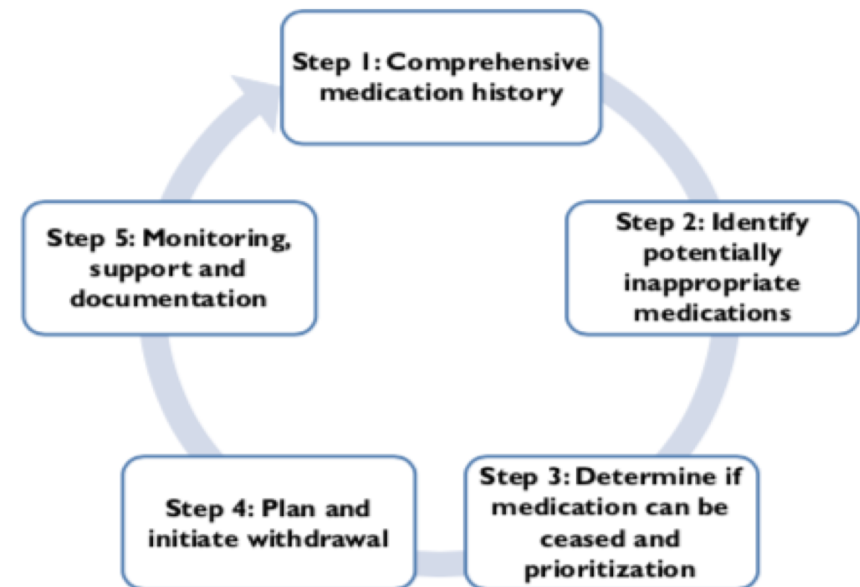 Step 1: Comprehensive
medication history
Step 2: Identify
potentially
inappropriate
medications
Step 3: Determine if
medication can be
ceased and
prioritization
Step 4: Plan and
initiate withdrawal
Step 5: Monitoring,
support and
documentation